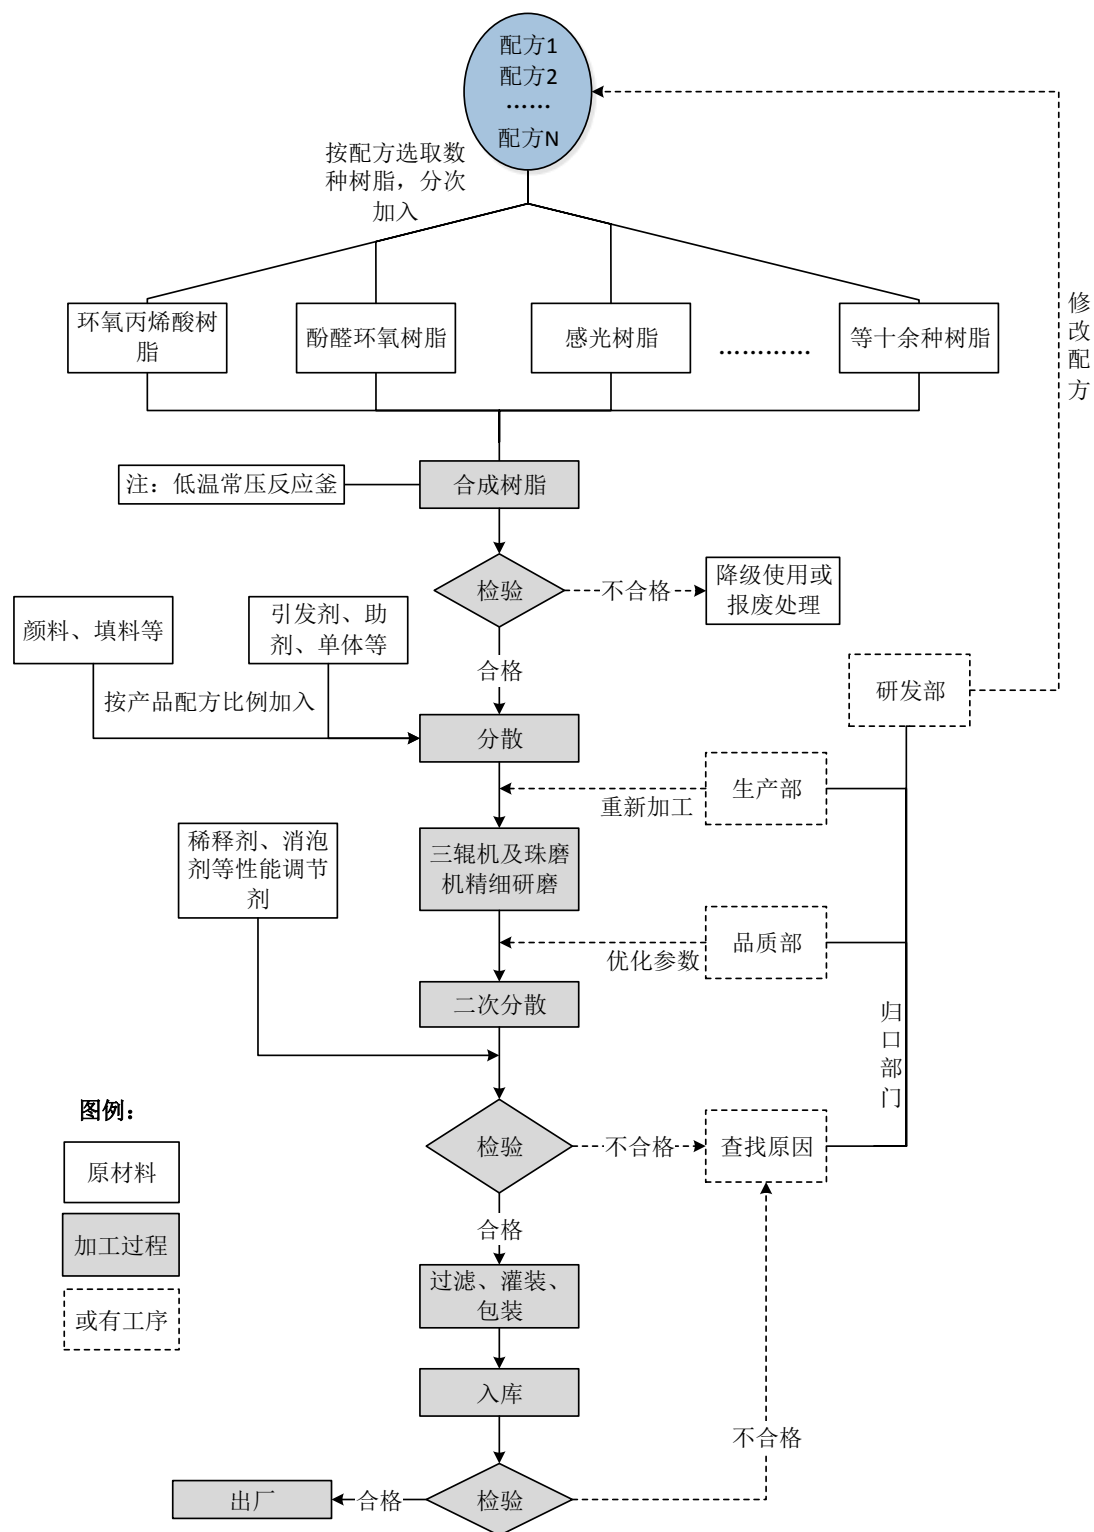 配方1
配方2
……
配方N
按配方选取数
种树脂，分次
加入
环氧丙烯酸树
脂
酚醛环氧树脂
感光树脂
…………
等十余种树脂
修
改
配
方
注：低温常压反应釜
合成树脂
检验
不合格
降级使用或
报废处理
颜料、填料等
引发剂、助
剂、单体等
合格
按产品配方比例加入
研发部
分散
生产部
重新加工
稀释剂、消泡
剂等性能调节
剂
三辊机及珠磨
机精细研磨
品质部
优化参数
二次分散
归
口
部
门
图例：
原材料
加工过程
或有工序
检验
不合格
查找原因
合格
过滤、灌装、
包装
入库
不合格
检验
合格
出厂